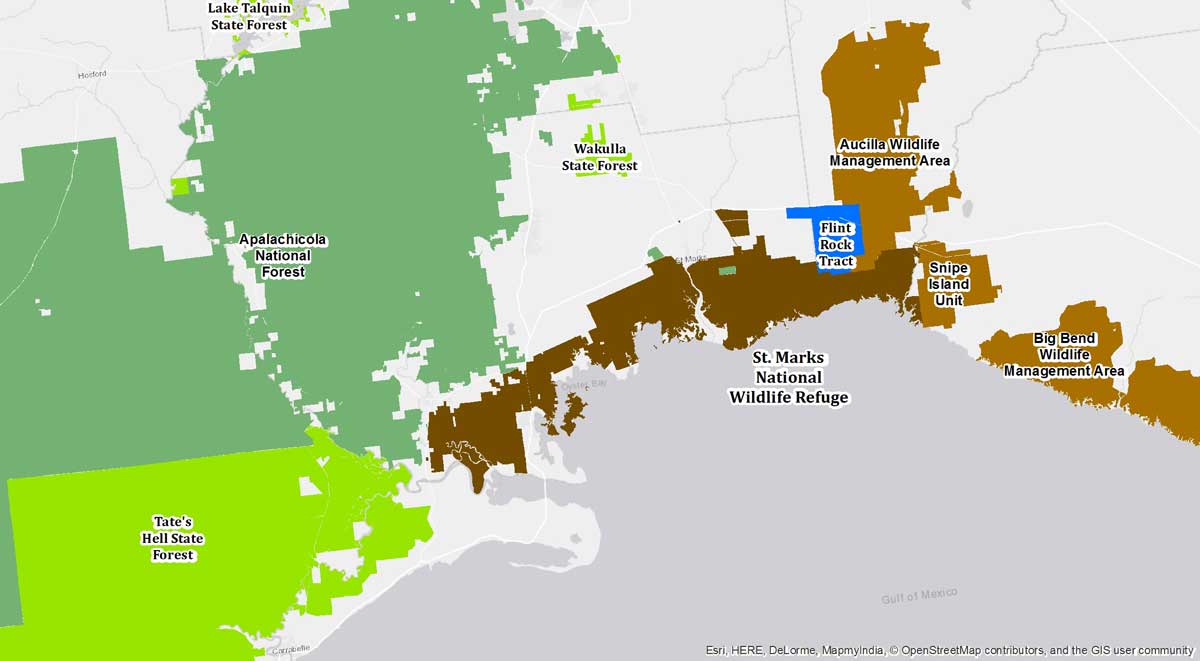 Lake Talquin
State Forest
Hosford
Wakulla
State Forest
Aucilla Wildlife
Management Area
Apalachicola
National
Forest
Flint
Rock
Tract
St Marks
Snipe
Island
Unit
Big Bend
Wildlife
Management Area
St. Marks
National
Wildlife Refuge
Oyster Bay
Tate's
Hell State
Forest
Gulf of Mexico
Carrabelle
Esri, HERE, DeLorme, MapmyIndia, © OpenStreetMap contributors, and the GIS user community